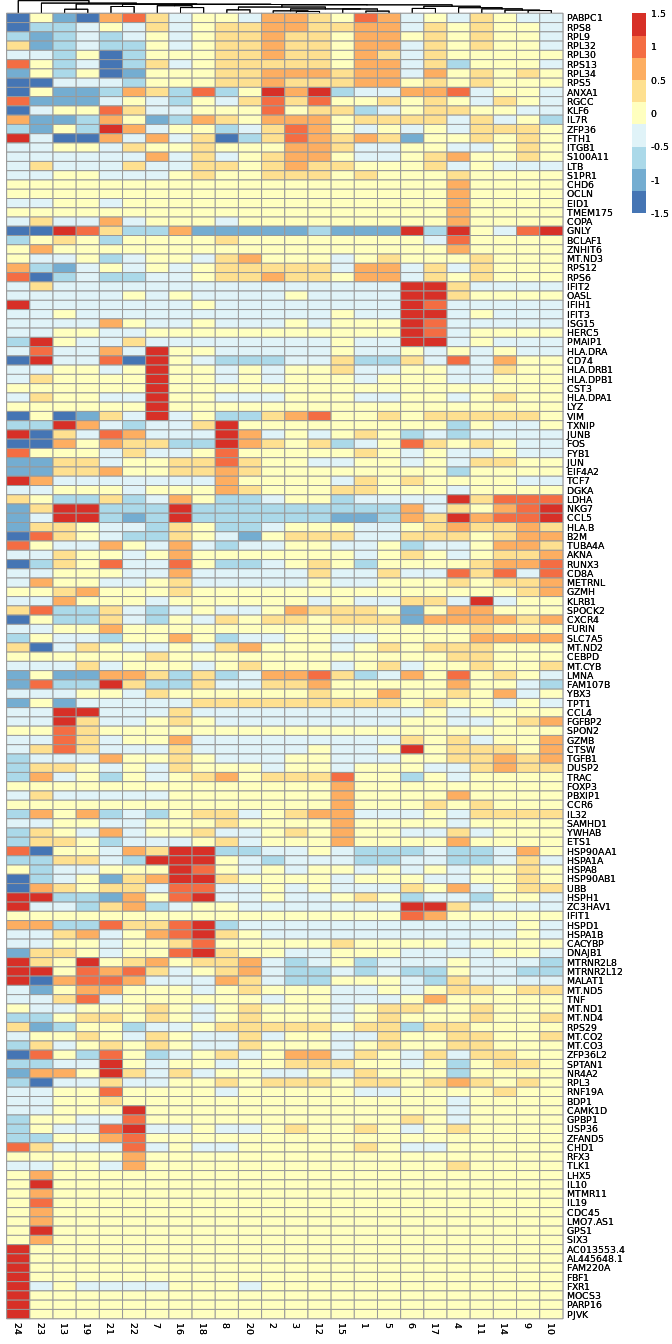 PABPC1
RPS8
RPL9
RPL32
RPL30
RPS13
RPL34
RPS5
ANXA1
RGCC
KLF6
IL7R
ZFP36
FTH1
ITGB1
S100A11
LTB
S1PR1
CHD6
OCLN
EID1
TMEM175
COPA
GNLY
BCLAF1
ZNHIT6
MT.ND3
RPS12
RPS6
IFIT2
OASL
IFIH1
IFIT3
ISG15
HERC5
PMAIP1
HLA.DRA
CD74
HLA.DRB1
HLA.DPB1
CST3
HLA.DPA1
LYZ
VIM
TXNIP
JUNB
FOS
FYB1
JUN
EIF4A2
TCF7
DGKA
LDHA
NKG7
CCL5
HLA.B
B2M
TUBA4A
AKNA
RUNX3
CD8A
METRNL
GZMH
KLRB1
SPOCK2
CXCR4
FURIN
SLC7A5
MT.ND2
CEBPD
MT.CYB
LMNA
FAM107B
YBX3
TPT1
CCL4
FGFBP2
SPON2
GZMB
CTSW
TGFB1
DUSP2
TRAC
FOXP3
PBXIP1
CCR6
IL32
SAMHD1
YWHAB
ETS1
HSP90AA1
HSPA1A
HSPA8
HSP90AB1
UBB
HSPH1
ZC3HAV1
IFIT1
HSPD1
HSPA1B
CACYBP
DNAJB1
MTRNR2L8
MTRNR2L12
MALAT1
MT.ND5
TNF
MT.ND1
MT.ND4
RPS29
MT.CO2
MT.CO3
ZFP36L2
SPTAN1
NR4A2
RPL3
RNF19A
BDP1
CAMK1D
GPBP1
USP36
ZFAND5
CHD1
RFX3
TLK1
LHX5
IL10
MTMR11
IL19
CDC45
LMO7.AS1
GPS1
SIX3
AC013553.4
AL445648.1
FAM220A
FBF1
FXR1
MOCS3
PARP16
PJVK
24 23 13 19 21 22 7 16 18 8 20 2 3 12 15 1 5 6 17 4 11 14 9 10
1.5
1
0.5
0
-0.5
-1
-1.5